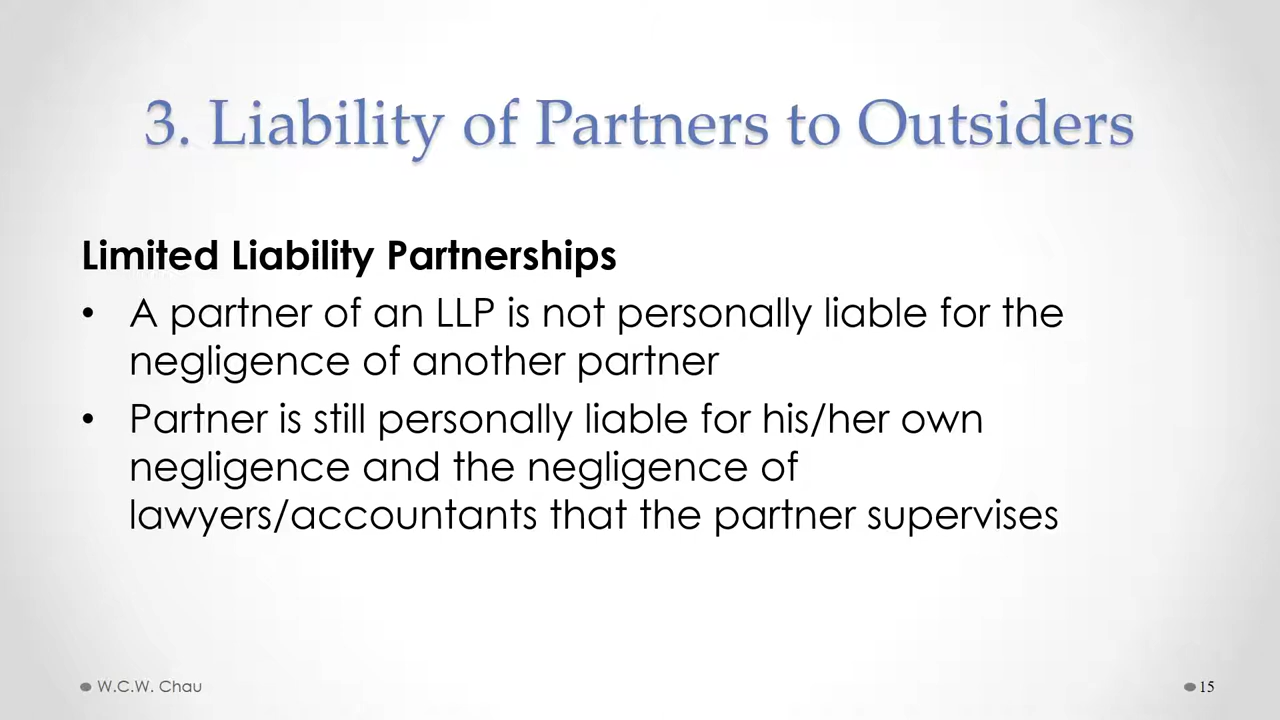 3. Liability of Partners to Outsiders
Limited Liability Partnerships
• A partner of an LLP is not personally liable for the
negligence of another partner
• Partner is still personally liable for his/her own
negligence and the negligence of
lawyers/accountants that the partner supervises
W.C.W. Chau
15